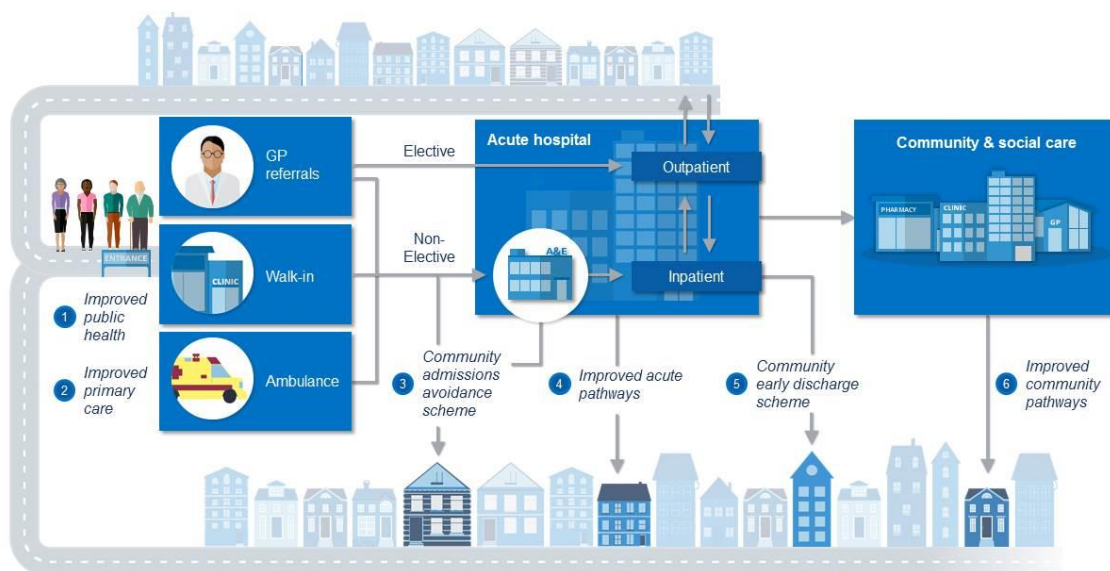 GP
referrals
Elective
Acute hospital
Outpatient
Community & social care
PHARMACY
CLINIC
GP
ENTRANCE
Walk-in
CLINIC
Non-
Elective
A&E
Inpatient
1
Improved
public
health
2
Improved
primary
care
Ambulance
3
Community
admissions
avoidance
scheme
4
Improved acute
pathways
5
Community
early discharge
scheme
6
Improved
community
pathways